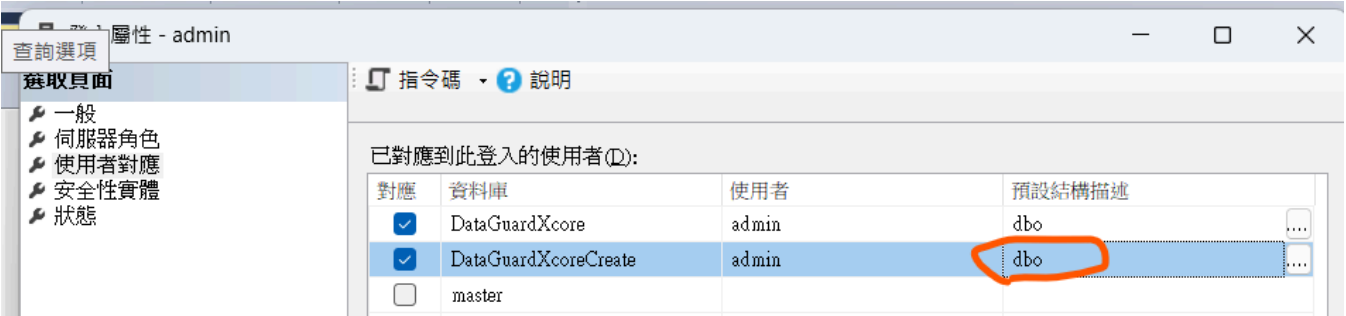 屬性 - admin
查詢選項
選取頁面
指令碼 說明
一般
伺服器角色
使用者對應
安全性實體
狀態
已對應到此登入的使用者(D):
對應 資料庫 使用者 預設結構描述
DataGuardXcore admin dbo ...
DataGuardXcoreCreate admin dbo ...
master